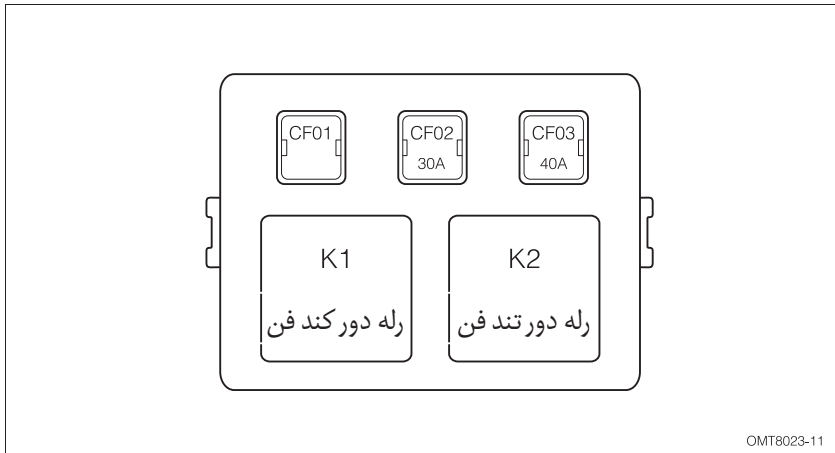 CF01
CF02
30A
CF03
40A
K1
رله دور کند فن
K2
رله دور تند فن
OMT8023-11